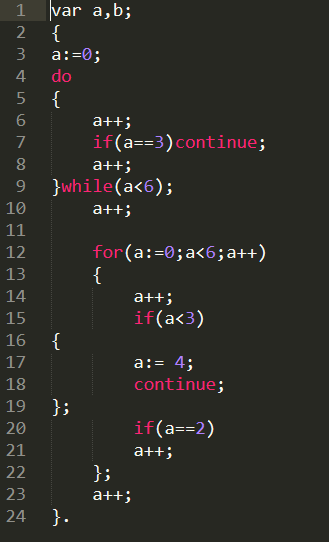 1 var a,b;
2 {
3 a:=0;
4 do
5 {
6     a++;
7     if(a==3)continue;
8     a++;
9 }while(a<6);
10     a++;
11
12     for(a:=0;a<6;a++)
13     {
14         a++;
15         if(a<3)
16 {
17         a:= 4;
18         continue;
19 };
20         if(a==2)
21         a++;
22     };
23     a++;
24 }.